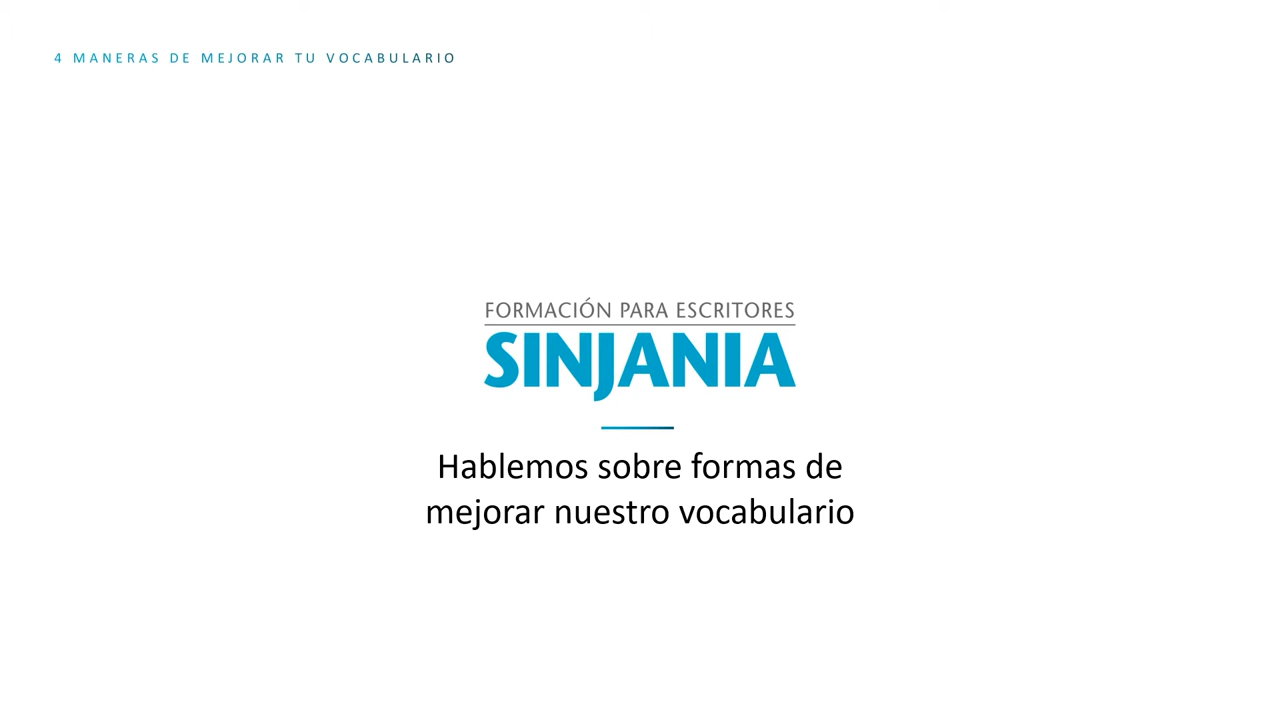 4 MANERAS DE MEJORAR TU VOCABULARIO
FORMACIÓN PARA ESCRITORES
SINJANIA
Hablemos sobre formas de
mejorar nuestro vocabulario